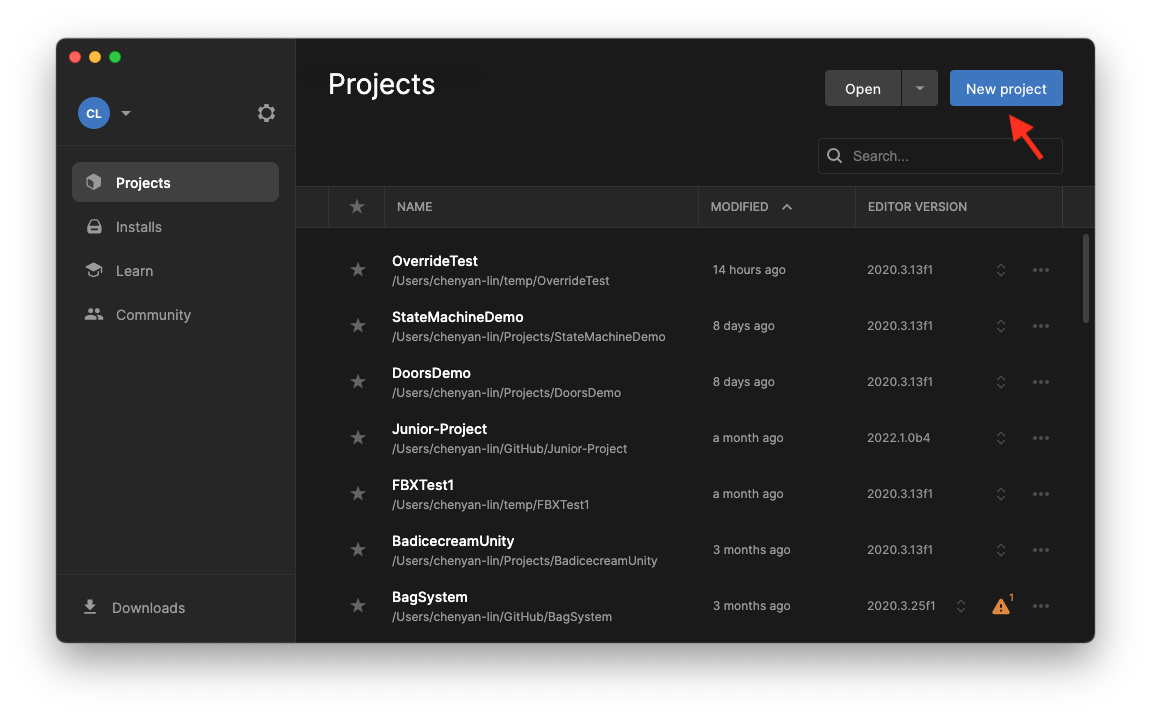 Projects
Open
New project
CL
Search...
Projects
Installs
Learn
Community
Downloads
NAME MODIFIED EDITOR VERSION
OverrideTest
/Users/chenyan-lin/temp/OverrideTest
14 hours ago 2020.3.13f1
StateMachineDemo
/Users/chenyan-lin/Projects/StateMachineDemo
8 days ago 2020.3.13f1
DoorsDemo
/Users/chenyan-lin/Projects/DoorsDemo
8 days ago 2020.3.13f1
Junior-Project
/Users/chenyan-lin/GitHub/Junior-Project
a month ago 2022.1.0b4
FBXTest1
/Users/chenyan-lin/temp/FBXTest1
a month ago 2020.3.13f1
BadicecreamUnity
/Users/chenyan-lin/Projects/BadicecreamUnity
3 months ago 2020.3.13f1
BagSystem
/Users/chenyan-lin/GitHub/BagSystem
3 months ago 2020.3.25f1 1